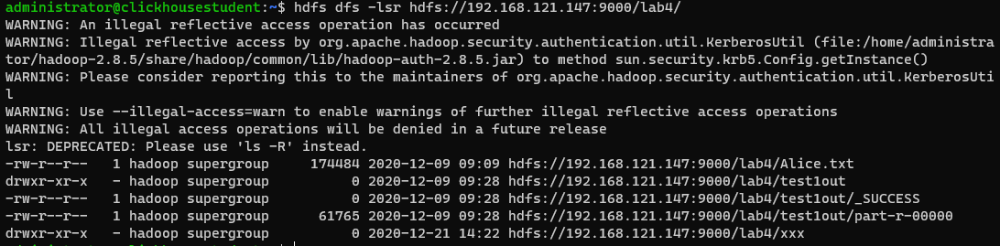 administrator@clickhousestudent:~$ hdfs dfs -lsr hdfs://192.168.121.147:9000/lab4/
WARNING: An illegal reflective access operation has occurred
WARNING: Illegal reflective access by org.apache.hadoop.security.authentication.util.KerberosUtil (file:/home/administra
tor/hadoop-2.8.5/share/hadoop/common/lib/hadoop-auth-2.8.5.jar) to method sun.security.krb5.Config.getInstance()
WARNING: Please consider reporting this to the maintainers of org.apache.hadoop.security.authentication.util.KerberosUti
l
WARNING: Use --illegal-access=warn to enable warnings of further illegal reflective access operations
WARNING: All illegal access operations will be denied in a future release
lsr: DEPRECATED: Please use 'ls -R' instead.
-rw-r--r--   1 hadoop supergroup     174484 2020-12-09 09:09 hdfs://192.168.121.147:9000/lab4/Alice.txt
drwxr-xr-x   - hadoop supergroup          0 2020-12-09 09:28 hdfs://192.168.121.147:9000/lab4/test1out
-rw-r--r--   1 hadoop supergroup          0 2020-12-09 09:28 hdfs://192.168.121.147:9000/lab4/test1out/_SUCCESS
-rw-r--r--   1 hadoop supergroup      61765 2020-12-09 09:28 hdfs://192.168.121.147:9000/lab4/test1out/part-r-00000
drwxr-xr-x   - hadoop supergroup          0 2020-12-21 14:22 hdfs://192.168.121.147:9000/lab4/xxx